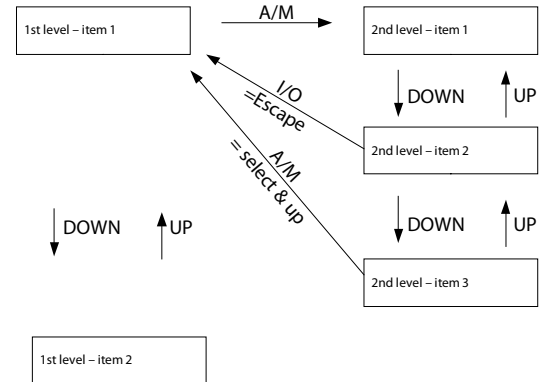 1st level – item 1
A/M
2nd level – item 1
DOWN
UP
I/O
=Escape
2nd level – item 2
A/M
= select & up
DOWN
UP
DOWN
UP
2nd level – item 3
1st level – item 2